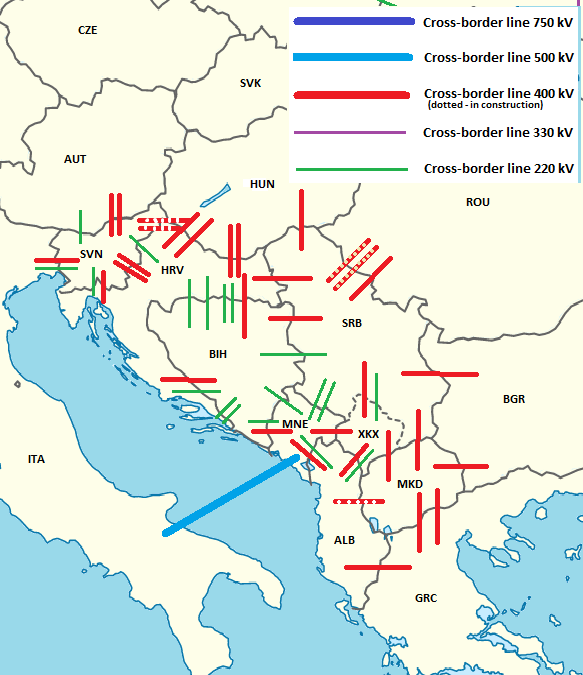 CZE
Cross-border line 750 kV
Cross-border line 500 kV
SVK
Cross-border line 400 kV
(dotted - in construction)
Cross-border line 330 kV
AUT
Cross-border line 220 kV
HUN
ROU
SVN
HRV
SRB
BIH
BGR
MNE
XKX
ITA
MKD
ALB
GRC